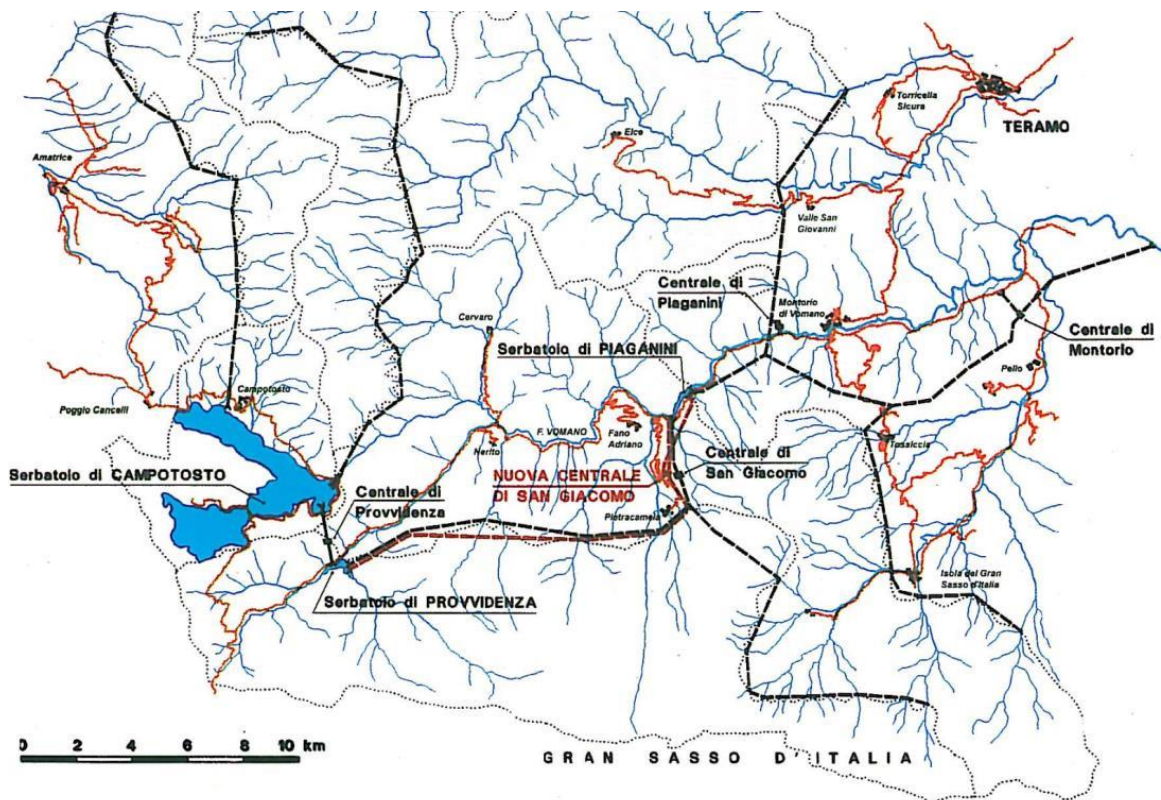 Torricella
Sicura
TERAMO
Elce
Amatrice
Valle San
Giovanni
Centrale di
Piaganini
Montorio
di Vomano
Cervaro
Serbatoio di PIAGANINI
Centrale di
Montorio
Campotosto
Poggio Cancelli
F. VOMANO
Fano
Adriano
Nerito
Tossiccia
Serbatoio di CAMPOTOSTO
Centrale di
Provvidenza
NUOVA CENTRALE
DI SAN GIACOMO
Centrale di
San Giacomo
Pietracamela
Isola del Gran
Sasso d'Italia
Serbatoio di PROVVIDENZA
0 2 4 6 8 10 km
GRAN SASSO D'ITALIA